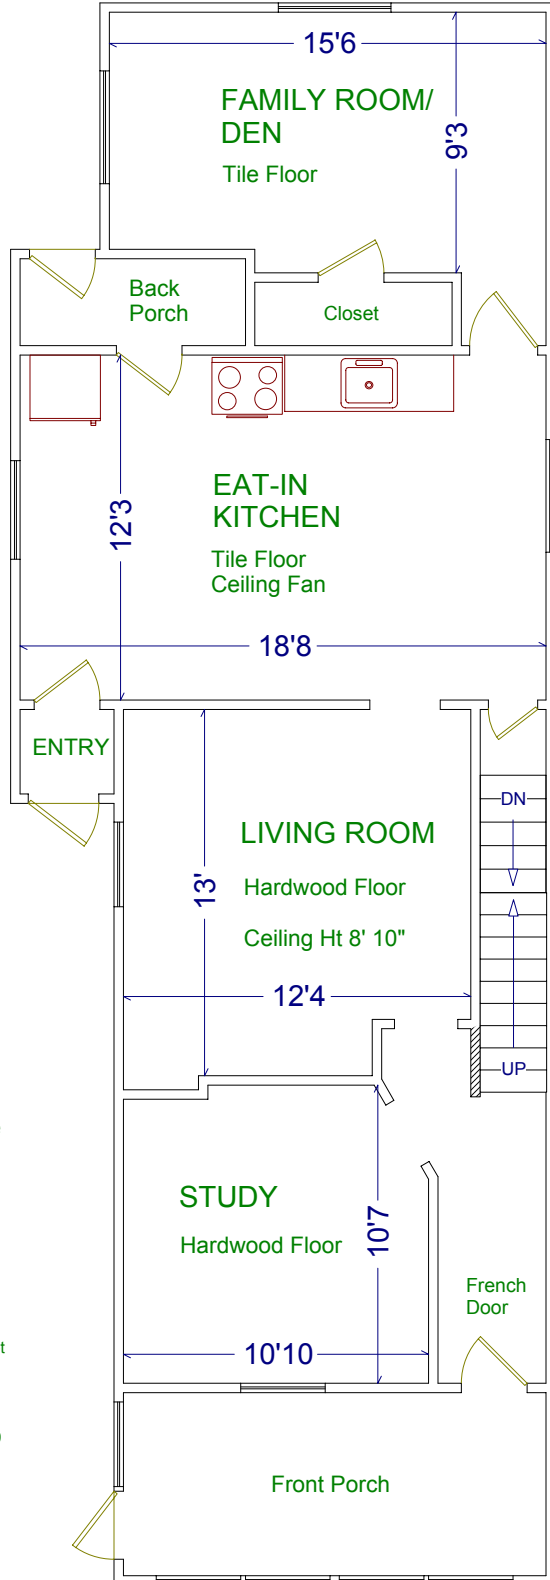 15'6
FAMILY ROOM/
DEN
9'3
Tile Floor
Back
Porch
Closet
EAT-IN
KITCHEN
12'3
Tile Floor
Ceiling Fan
18'8
ENTRY
DN
LIVING ROOM
13'
Hardwood Floor
Ceiling Ht 8' 10"
12'4
UP
STUDY
10'7
Hardwood Floor
French
Door
10'10
Front Porch